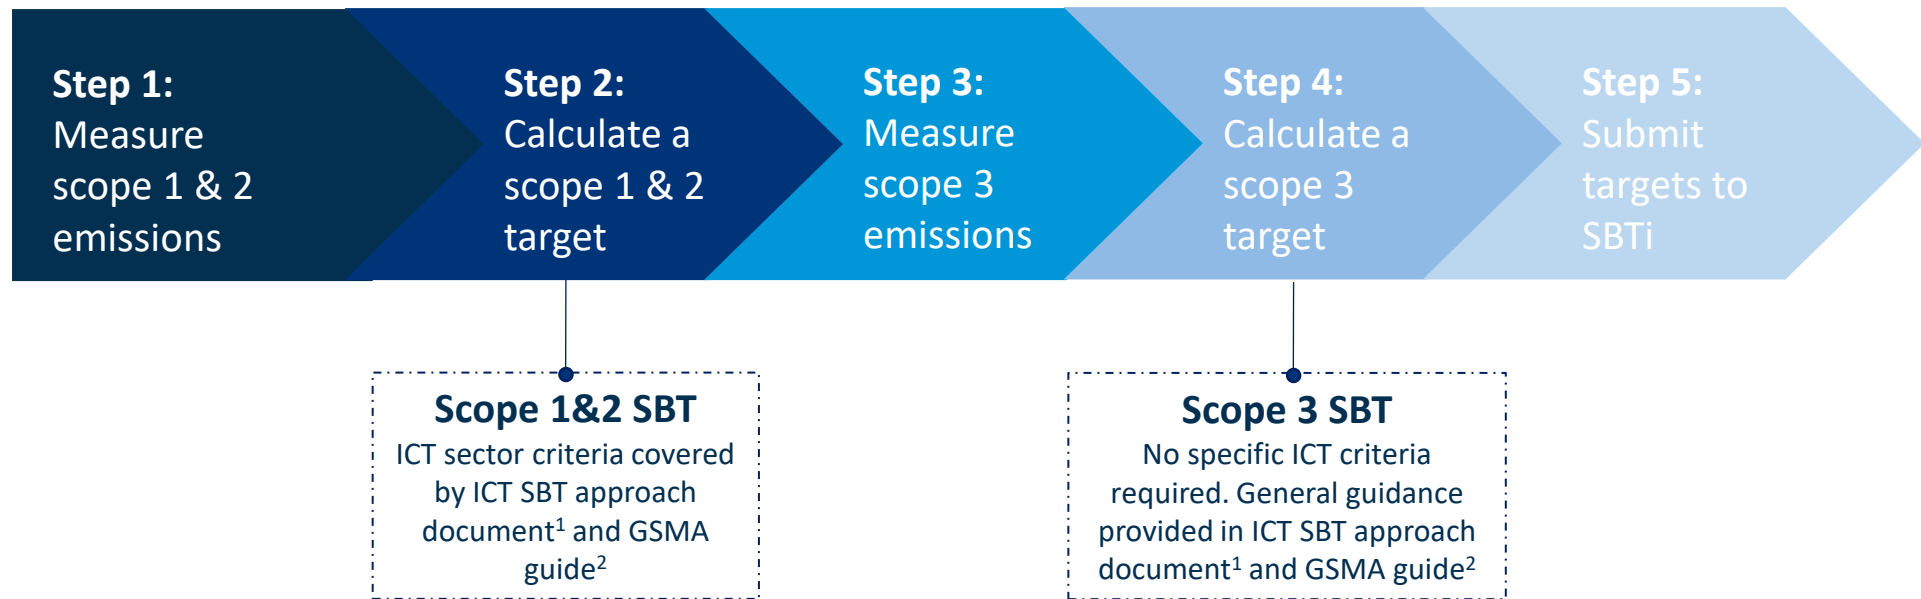 Step 1:
Measure
scope 1 & 2
emissions
Step 2:
Calculate a
scope 1 & 2
target
Step 3:
Measure
scope 3
emissions
Step 4:
Calculate a
scope 3
target
Step 5:
Submit
targets to
SBTi
Scope 1&2 SBT
ICT sector criteria covered
by ICT SBT approach
document¹ and GSMA
guide²
Scope 3 SBT
No specific ICT criteria
required. General guidance
provided in ICT SBT approach
document¹ and GSMA guide²